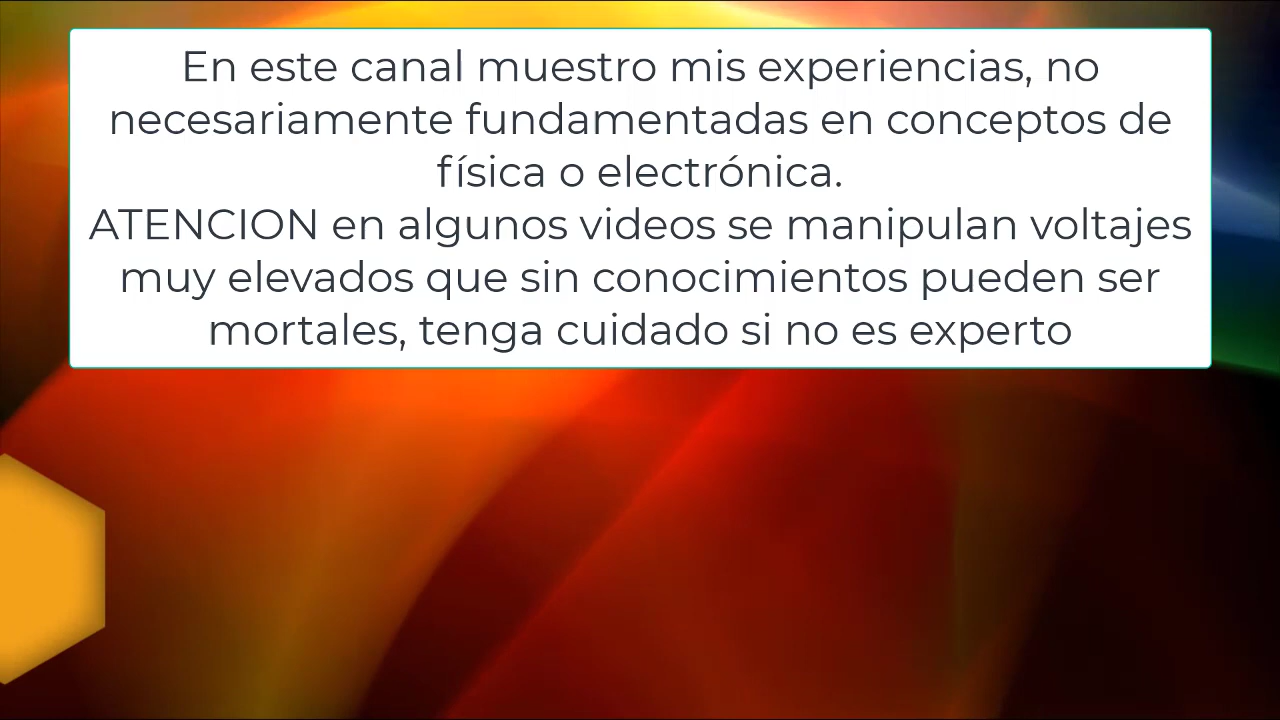 En este canal muestro mis experiencias, no
necesariamente fundamentadas en conceptos de
física o electrónica.
ATENCION en algunos videos se manipulan voltajes
muy elevados que sin conocimientos pueden ser
mortales, tenga cuidado si no es experto